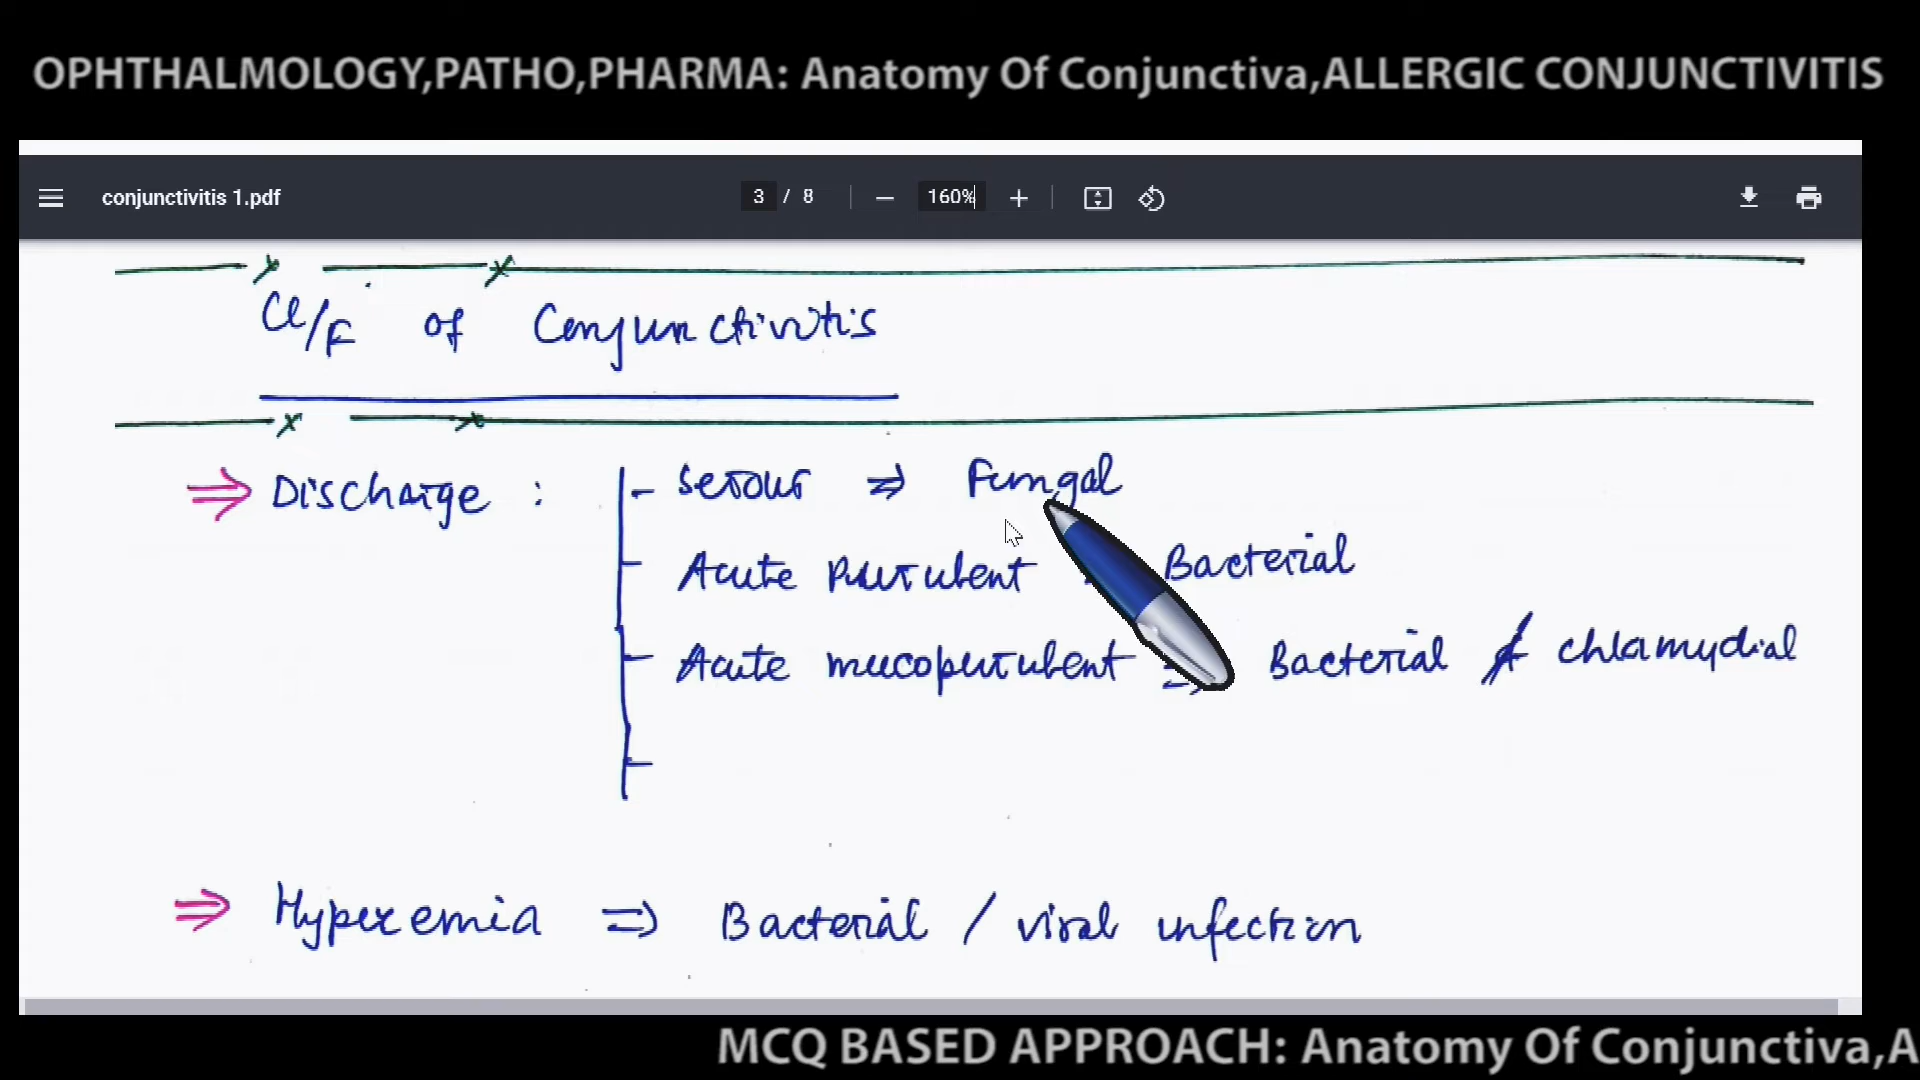 OPHTHALMOLOGY,PATHO,PHARMA: Anatomy Of Conjunctiva,ALLERGIC CONJUNCTIVITIS
conjunctivitis 1.pdf 3 / 8 160%
Cl/F of Conjunctivitis
⇒ Discharge : - Serour ⇒ Fungal
- Acute Purulent Bacterial
- Acute mucopurulent ⇒ Bacterial & chlamydial
-
⇒ Hyperemia ⇒ Bacterial / viral infection
MCQ BASED APPROACH: Anatomy Of Conjunctiva,A